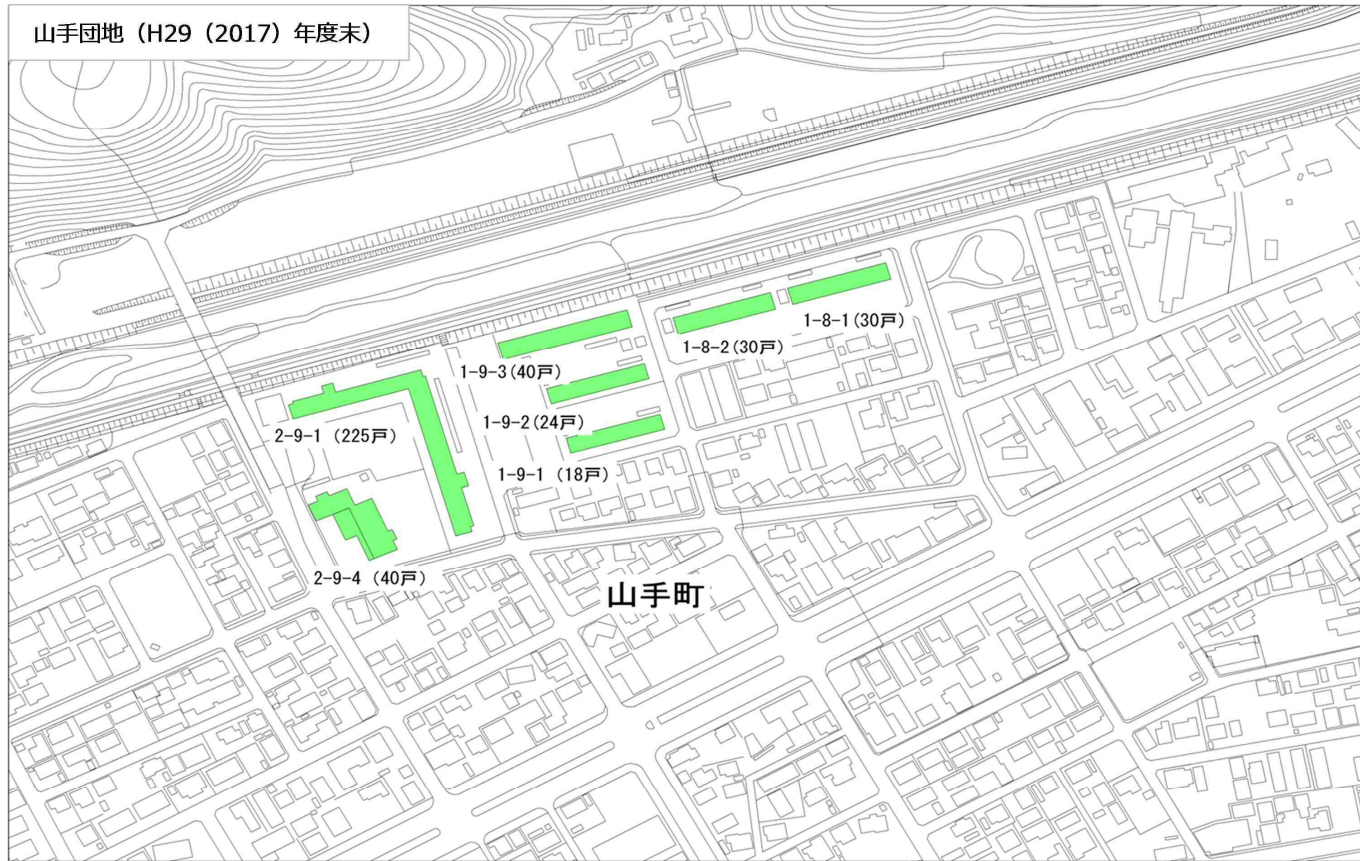 山手団地（H29（2017）年度末）
1-8-1(30戸)
1-8-2(30戸)
1-9-3(40戸)
1-9-2(24戸)
2-9-1（225戸）
1-9-1（18戸）
2-9-4（40戸）
山手町